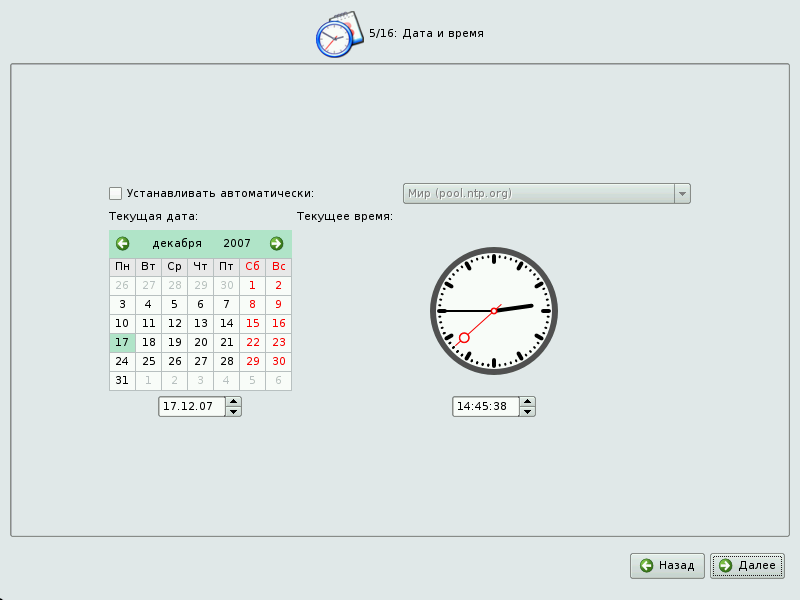 5/16: Дата и время
Устанавливать автоматически:
Мир (pool.ntp.org)
Текущая дата:
Текущее время:
декабря 2007
Пн Вт Ср Чт Пт Сб Вс
26 27 28 29 30 1 2
3 4 5 6 7 8 9
10 11 12 13 14 15 16
17 18 19 20 21 22 23
24 25 26 27 28 29 30
31 1 2 3 4 5 6
17.12.07
14:45:38
Назад
Далее